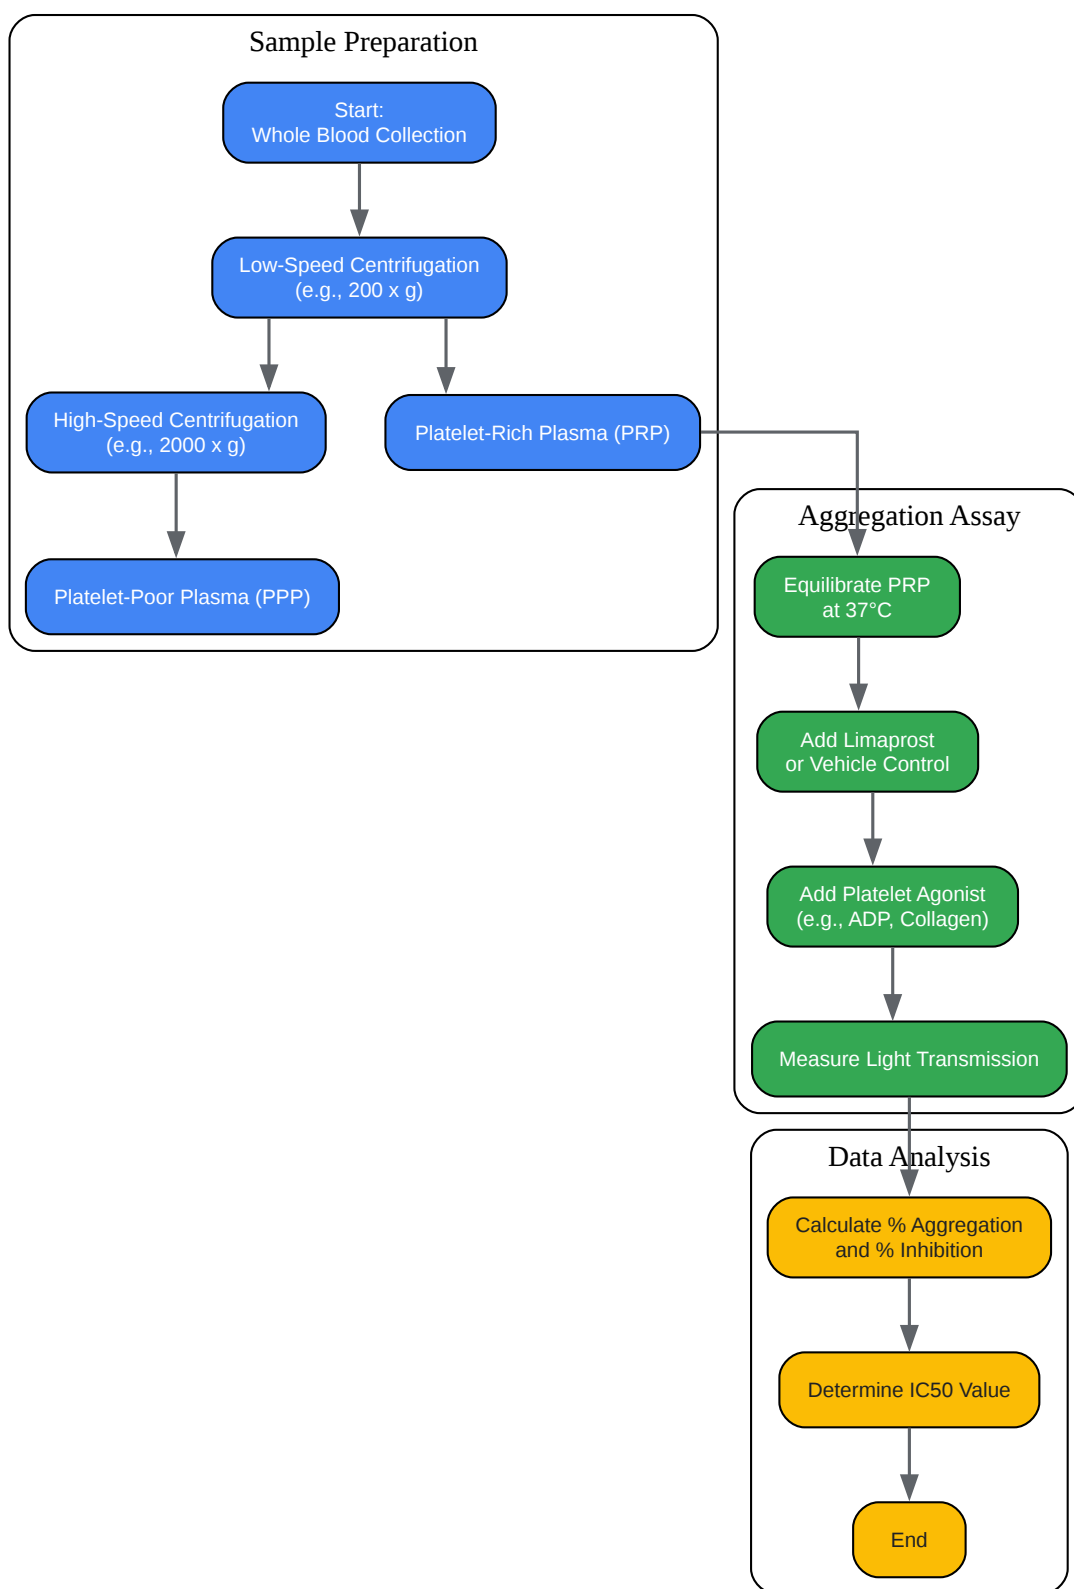 Sample Preparation
Start:
Whole Blood Collection
Low-Speed Centrifugation
(e.g., 200 x g)
High-Speed Centrifugation
(e.g., 2000 x g)
Platelet-Rich Plasma (PRP)
Platelet-Poor Plasma (PPP)
Aggregation Assay
Equilibrate PRP
at 37°C
Add Limaprost
or Vehicle Control
Add Platelet Agonist
(e.g., ADP, Collagen)
Measure Light Transmission
Data Analysis
Calculate % Aggregation
and % Inhibition
Determine IC50 Value
End